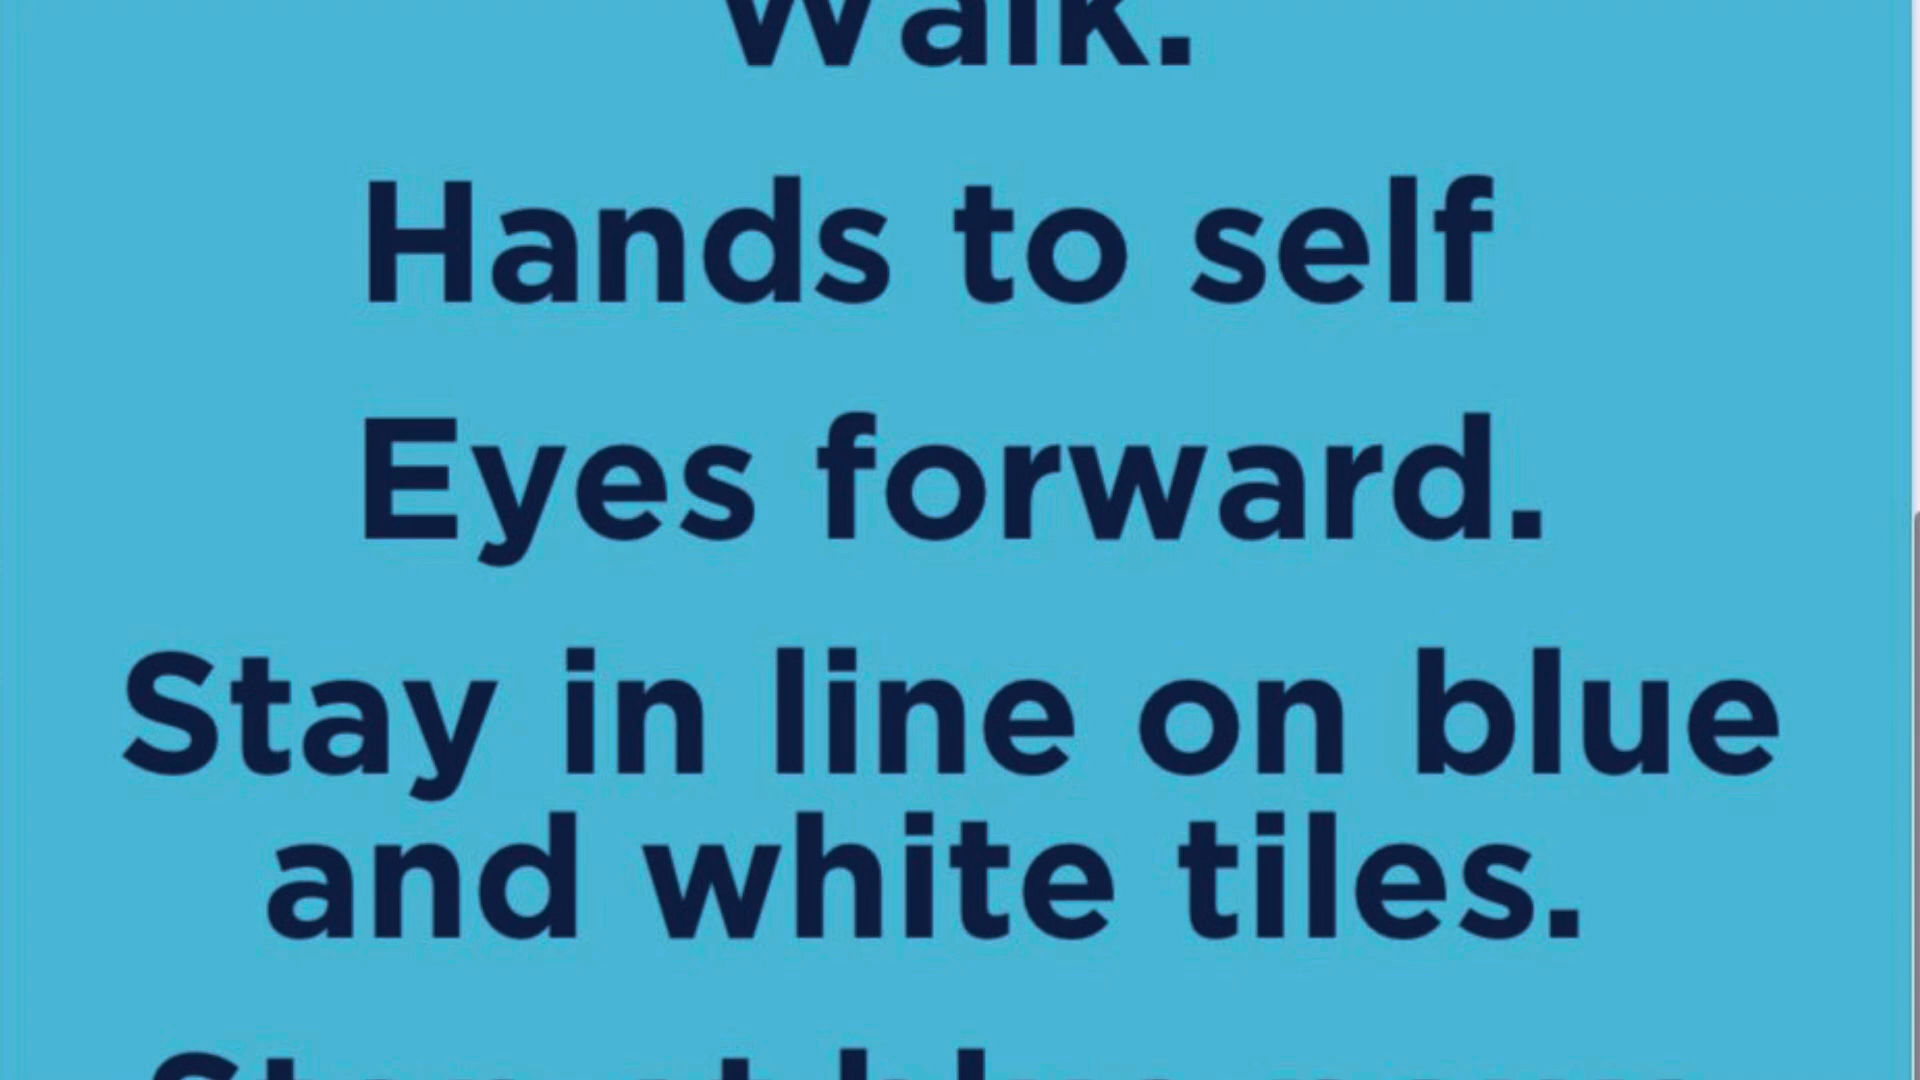 Walk.
Hands to self
Eyes forward.
Stay in line on blue
and white tiles.